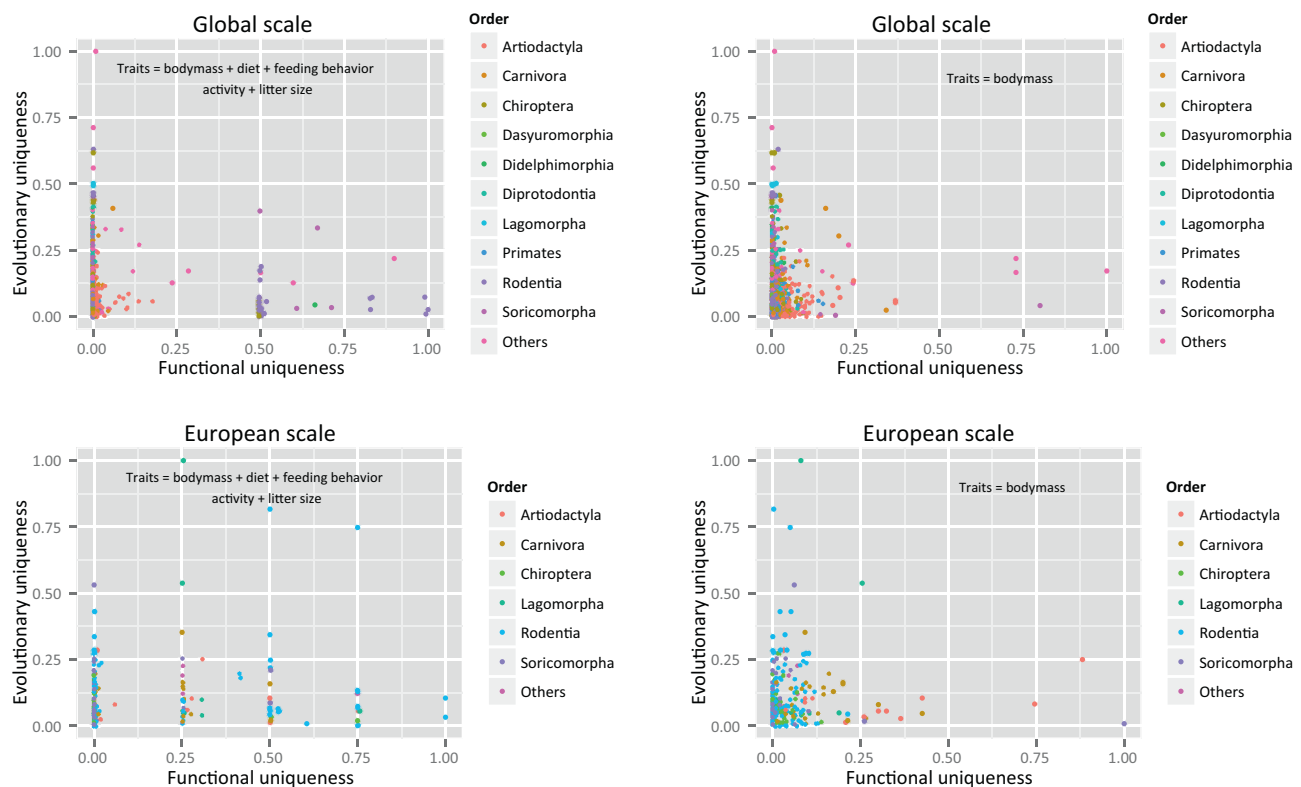 Global scale
Evolutionary uniqueness
1.00
0.75
0.50
0.25
0.00
Traits = bodymass + diet + feeding behavior
activity + litter size
0.00 0.25 0.50 0.75 1.00
Functional uniqueness
Order
Artiodactyla
Carnivora
Chiroptera
Dasyuromorphia
Didelphimorphia
Diprotodontia
Lagomorpha
Primates
Rodentia
Soricomorpha
Others
Global scale
Evolutionary uniqueness
1.00
0.75
0.50
0.25
0.00
Traits = bodymass
0.00 0.25 0.50 0.75 1.00
Functional uniqueness
Order
Artiodactyla
Carnivora
Chiroptera
Dasyuromorphia
Didelphimorphia
Diprotodontia
Lagomorpha
Primates
Rodentia
Soricomorpha
Others
European scale
Evolutionary uniqueness
1.00
0.75
0.50
0.25
0.00
Traits = bodymass + diet + feeding behavior
activity + litter size
0.00 0.25 0.50 0.75 1.00
Functional uniqueness
Order
Artiodactyla
Carnivora
Chiroptera
Lagomorpha
Rodentia
Soricomorpha
Others
European scale
Evolutionary uniqueness
1.00
0.75
0.50
0.25
0.00
Traits = bodymass
0.00 0.25 0.50 0.75 1.00
Functional uniqueness
Order
Artiodactyla
Carnivora
Chiroptera
Lagomorpha
Rodentia
Soricomorpha
Others